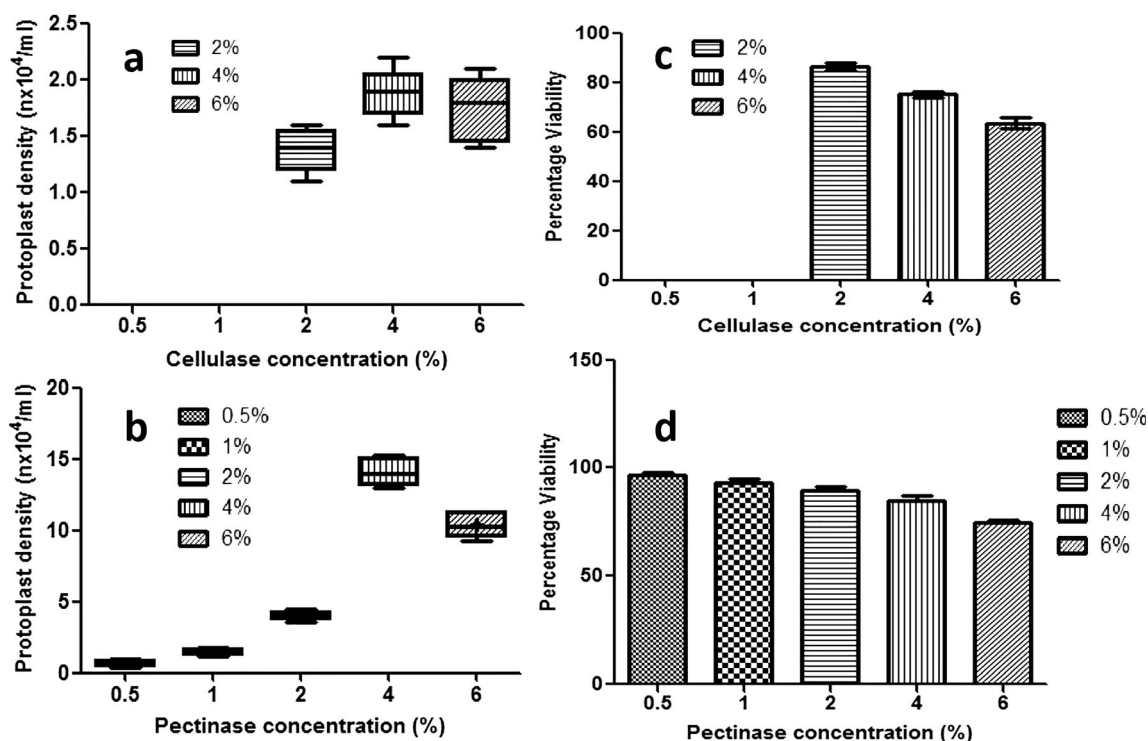 a
Protoplast density (nx10⁴/ml)
2.5
2.0
1.5
1.0
0.5
0.0
2%
4%
6%
0.5 1 2 4 6
Cellulase concentration (%)
c
Percentage Viability
100
80
60
40
20
0
2%
4%
6%
0.5 1 2 4 6
Cellulase concentration (%)
b
Protoplast density (nx10⁴/ml)
20
15
10
5
0
0.5%
1%
2%
4%
6%
0.5 1 2 4 6
Pectinase concentration (%)
d
Percentage Viability
150
100
50
0
0.5%
1%
2%
4%
6%
0.5 1 2 4 6
Pectinase concentration (%)